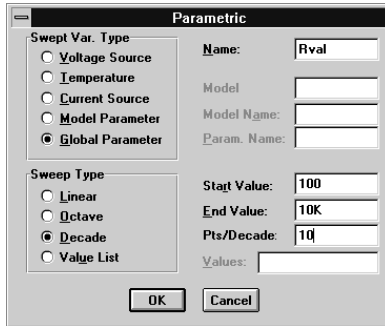 Parametric
Swept Var. Type
Voltage Source
Temperature
Current Source
Model Parameter
Global Parameter
Name: Rval
Model
Model Name:
Param. Name:
Sweep Type
Linear
Octave
Decade
Value List
Start Value: 100
End Value: 10K
Pts/Decade: 10
Values:
OK
Cancel